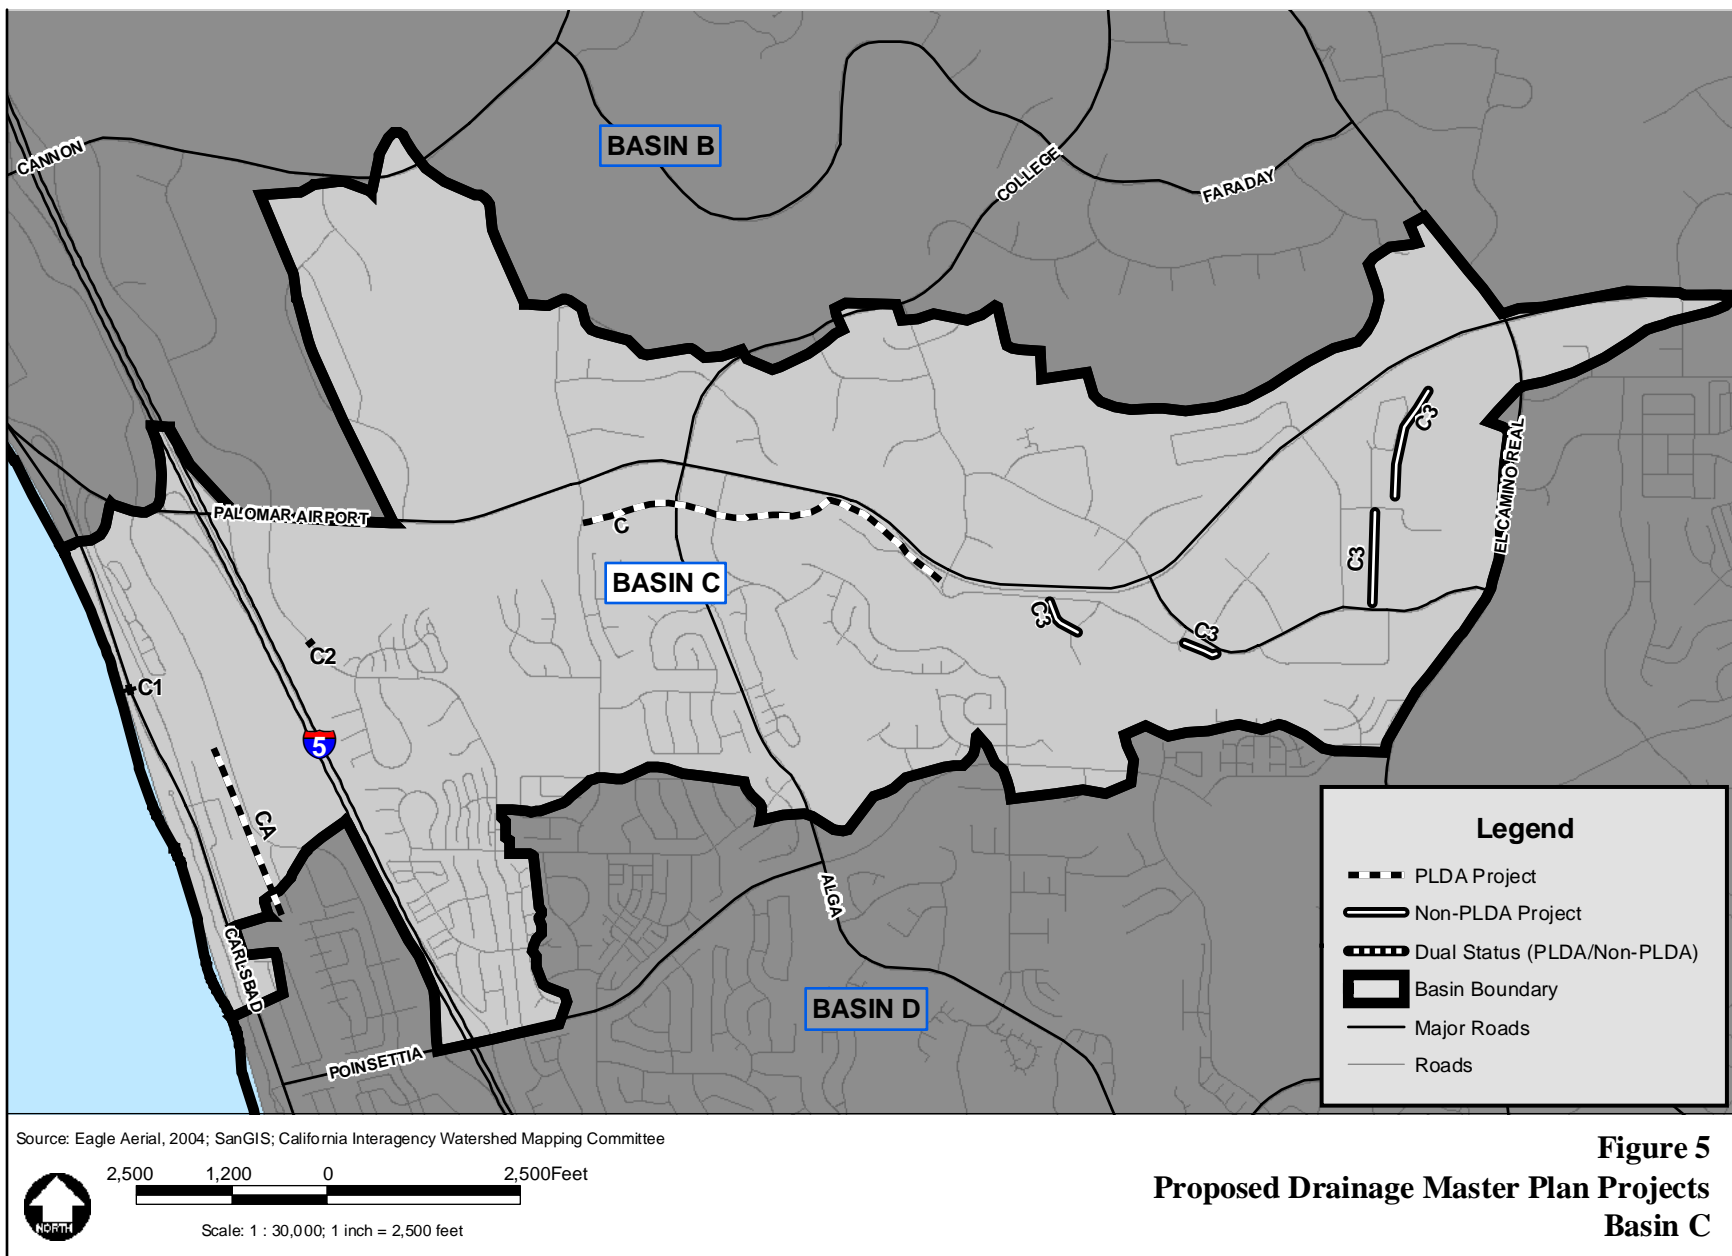 BASIN B
CANNON
COLLEGE
FARADAY
C3
EL CAMINO REAL
PALOMAR AIRPORT
C
C3
BASIN C
C3
C3
C2
C1
5
CA
ALGA
CARLSBAD
BASIN D
POINSETTIA
Legend
PLDA Project
Non-PLDA Project
Dual Status (PLDA/Non-PLDA)
Basin Boundary
Major Roads
Roads
Source: Eagle Aerial, 2004; SanGIS; California Interagency Watershed Mapping Committee
2,500 1,200 0 2,500Feet
NORTH
Scale: 1 : 30,000; 1 inch = 2,500 feet
Figure 5
Proposed Drainage Master Plan Projects
Basin C